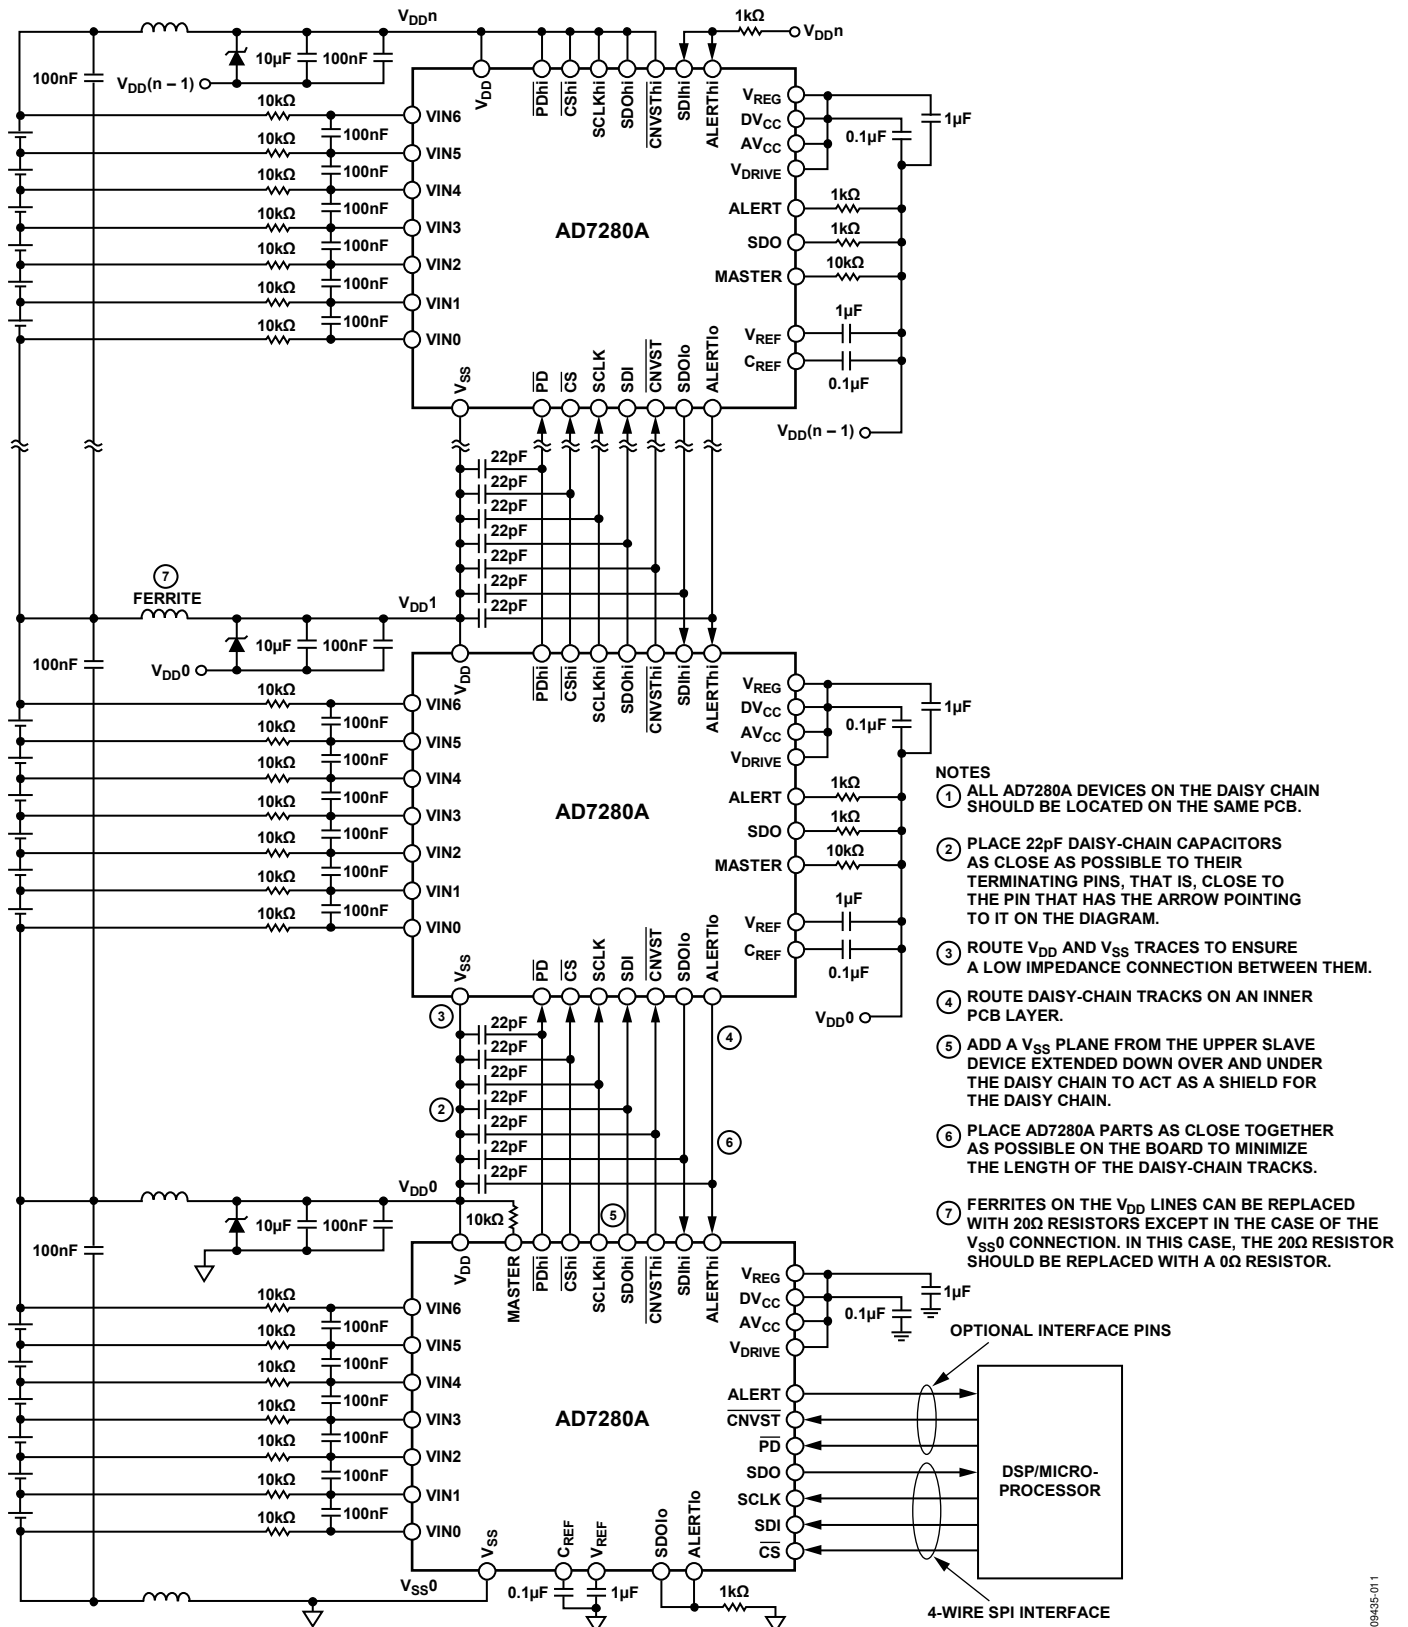 VDDn
1kΩ
VDDn
100nF
10µF
100nF
VDD(n – 1)
VDD
PDhi
CShi
SCLKhi
SDOhi
CNVSThi
SDIhi
ALERThi
10kΩ
VIN6
100nF
10kΩ
VIN5
100nF
10kΩ
VIN4
100nF
10kΩ
VIN3
100nF
10kΩ
VIN2
100nF
10kΩ
VIN1
100nF
10kΩ
VIN0
AD7280A
VREG
DVCC
AVCC
VDRIVE
0.1µF
1µF
ALERT
1kΩ
SDO
1kΩ
MASTER
10kΩ
VREF
1µF
CREF
0.1µF
VDD(n – 1)
VSS
PD
CS
SCLK
SDI
CNVST
SDOlo
ALERTlo
22pF
22pF
22pF
22pF
22pF
22pF
22pF
7
FERRITE
VDD1
100nF
10µF
100nF
VDD0
VDD
PDhi
CShi
SCLKhi
SDOhi
CNVSThi
SDIhi
ALERThi
10kΩ
VIN6
100nF
10kΩ
VIN5
100nF
10kΩ
VIN4
100nF
10kΩ
VIN3
100nF
10kΩ
VIN2
100nF
10kΩ
VIN1
100nF
10kΩ
VIN0
AD7280A
VREG
DVCC
AVCC
VDRIVE
0.1µF
1µF
ALERT
1kΩ
SDO
1kΩ
MASTER
10kΩ
VREF
1µF
CREF
0.1µF
VDD0
VSS
PD
CS
SCLK
SDI
CNVST
SDOlo
ALERTlo
NOTES
1 ALL AD7280A DEVICES ON THE DAISY CHAIN
SHOULD BE LOCATED ON THE SAME PCB.
2 PLACE 22pF DAISY-CHAIN CAPACITORS
AS CLOSE AS POSSIBLE TO THEIR
TERMINATING PINS, THAT IS, CLOSE TO
THE PIN THAT HAS THE ARROW POINTING
TO IT ON THE DIAGRAM.
3 ROUTE VDD AND VSS TRACES TO ENSURE
A LOW IMPEDANCE CONNECTION BETWEEN THEM.
4 ROUTE DAISY-CHAIN TRACKS ON AN INNER
PCB LAYER.
5 ADD A VSS PLANE FROM THE UPPER SLAVE
DEVICE EXTENDED DOWN OVER AND UNDER
THE DAISY CHAIN TO ACT AS A SHIELD FOR
THE DAISY CHAIN.
6 PLACE AD7280A PARTS AS CLOSE TOGETHER
AS POSSIBLE ON THE BOARD TO MINIMIZE
THE LENGTH OF THE DAISY-CHAIN TRACKS.
7 FERRITES ON THE VDD LINES CAN BE REPLACED
WITH 20Ω RESISTORS EXCEPT IN THE CASE OF THE
VSS0 CONNECTION. IN THIS CASE, THE 20Ω RESISTOR
SHOULD BE REPLACED WITH A 0Ω RESISTOR.
3
22pF
4
22pF
22pF
2
22pF
22pF
6
22pF
22pF
VDD0
10kΩ
5
100nF
10µF
100nF
VDD
MASTER
PDhi
CShi
SCLKhi
SDOhi
CNVSThi
SDIhi
ALERThi
10kΩ
VIN6
100nF
10kΩ
VIN5
100nF
10kΩ
VIN4
100nF
10kΩ
VIN3
100nF
10kΩ
VIN2
100nF
10kΩ
VIN1
100nF
10kΩ
VIN0
AD7280A
VREG
DVCC
AVCC
VDRIVE
0.1µF
1µF
OPTIONAL INTERFACE PINS
ALERT
CNVST
PD
SDO
SCLK
SDI
CS
DSP/MICRO-
PROCESSOR
4-WIRE SPI INTERFACE
VSS
CREF
VREF
SDOlo
ALERTlo
VSS0
0.1µF
1µF
1kΩ
09435-011